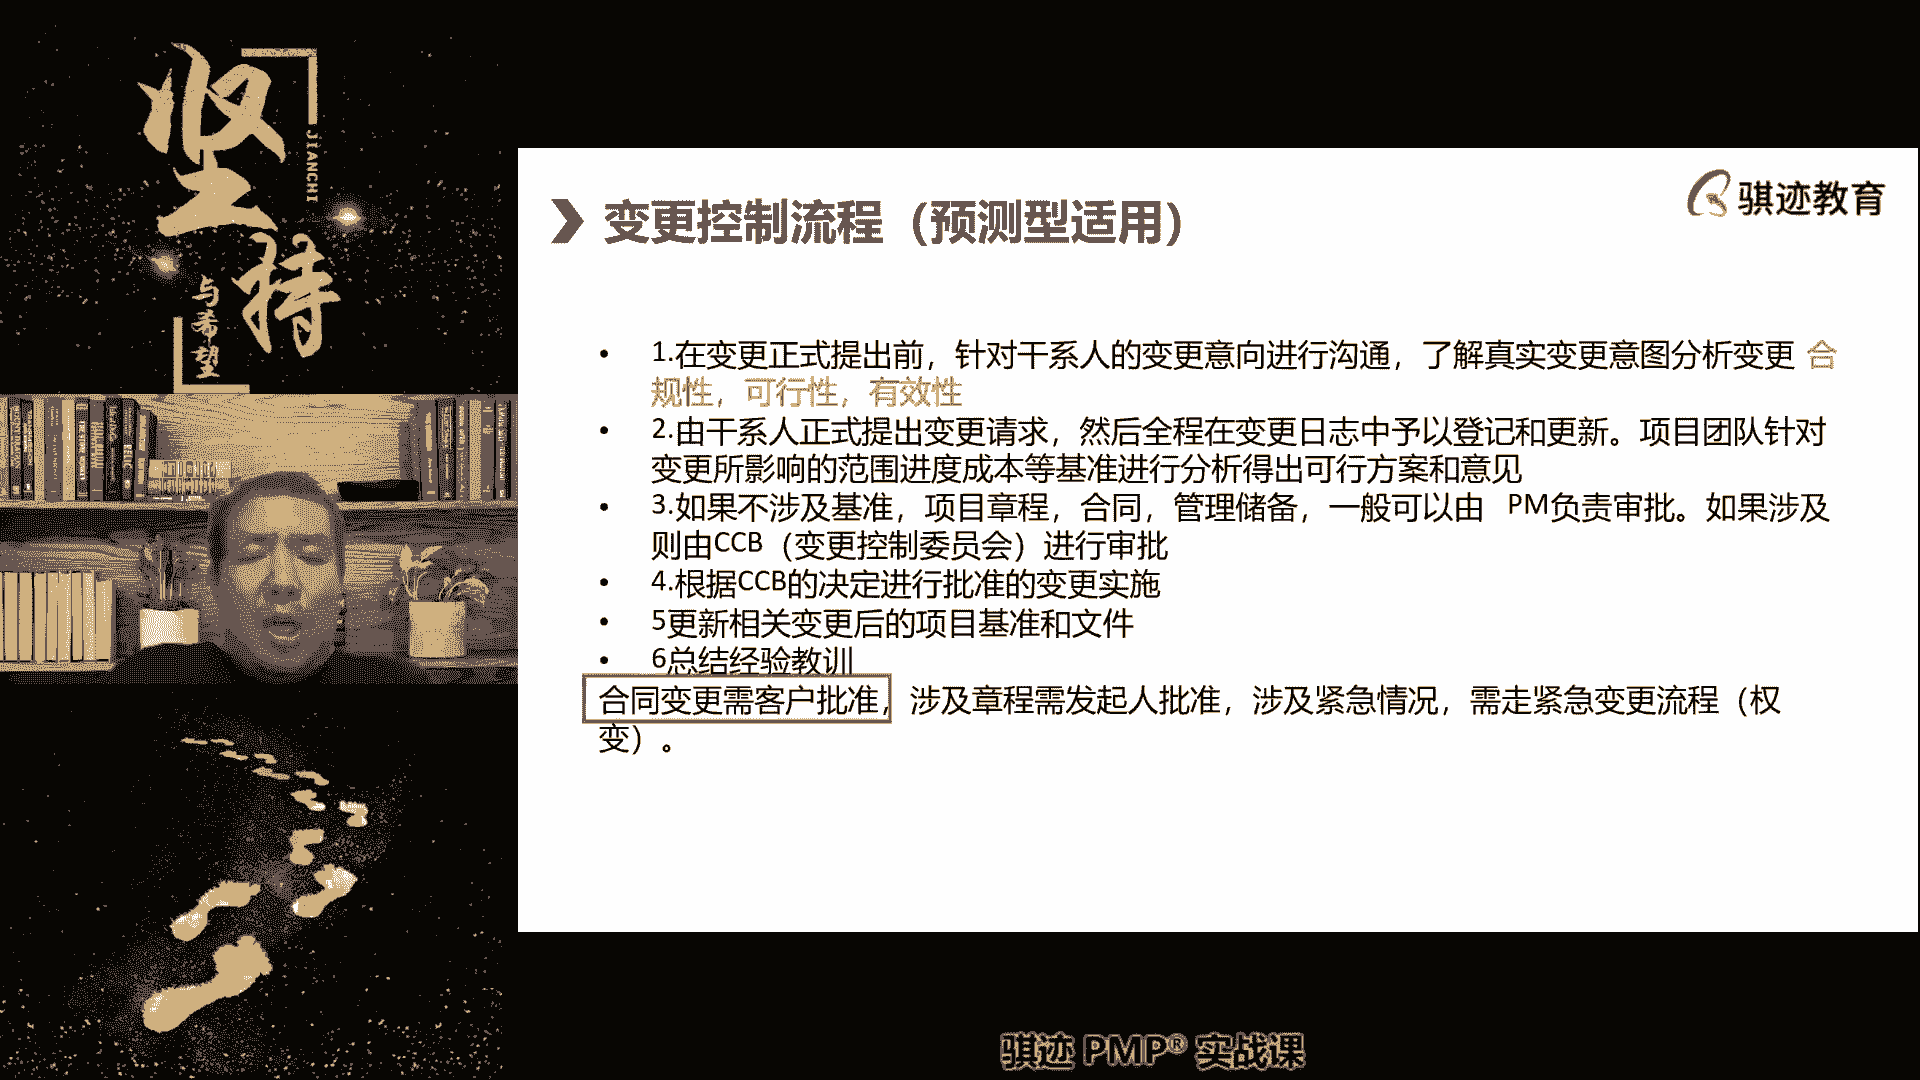 坚持
JIANCHI
与希望
骐迹教育
变更控制流程（预测型适用）
• 1.在变更正式提出前，针对干系人的变更意向进行沟通，了解真实变更意图分析变更 合
规性，可行性，有效性
• 2.由干系人正式提出变更请求，然后全程在变更日志中予以登记和更新。项目团队针对
变更所影响的范围进度成本等基准进行分析得出可行方案和意见
• 3.如果不涉及基准，项目章程，合同，管理储备，一般可以由 PM负责审批。如果涉及
则由CCB（变更控制委员会）进行审批
• 4.根据CCB的决定进行批准的变更实施
• 5更新相关变更后的项目基准和文件
• 6总结经验教训
合同变更需客户批准，涉及章程需发起人批准，涉及紧急情况，需走紧急变更流程（权
变）。
骐迹 PMP® 实战课